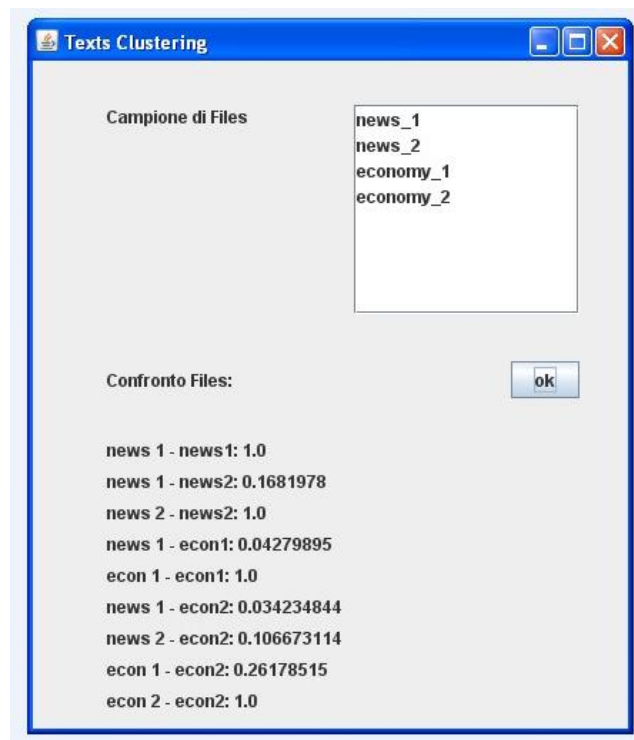 Texts Clustering
Campione di Files
news_1
news_2
economy_1
economy_2
Confronto Files:
ok
news 1 - news1: 1.0
news 1 - news2: 0.1681978
news 2 - news2: 1.0
news 1 - econ1: 0.04279895
econ 1 - econ1: 1.0
news 1 - econ2: 0.034234844
news 2 - econ2: 0.106673114
econ 1 - econ2: 0.26178515
econ 2 - econ2: 1.0